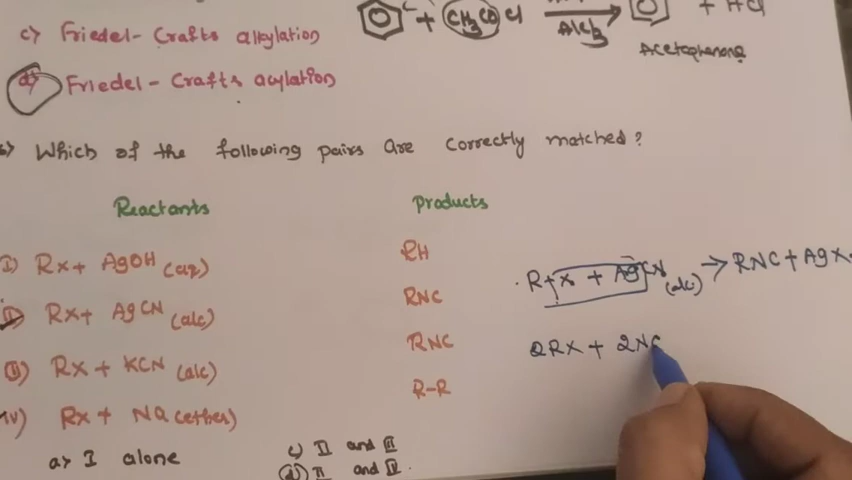 + CH3CO Cl AlCl3 + HCl
Acetophenone
c) Friedel-Crafts alkylation
d) Friedel-Crafts acylation
Which of the following pairs are correctly matched?
Reactants Products
I) RX + AgOH (aq) RH
II) RX + AgCN (alc) RNC
III) RX + KCN (alc) RNC
IV) RX + Na (ether) R-R
R+X + AgCN (alc) → RNC + AgX
2RX + 2Na
a) I alone
c) II and III
d) II and IV.